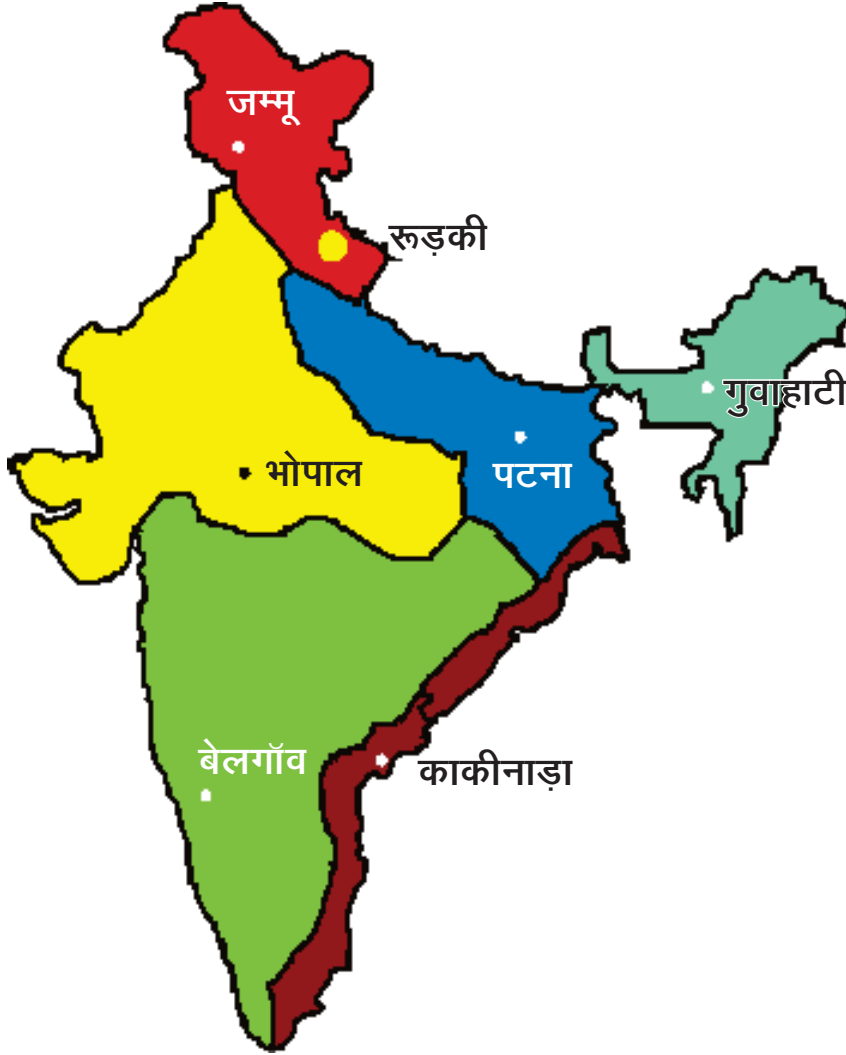 जम्मू
रूड़की
गुवाहाटी
भोपाल
पटना
बेलगॉव
काकीनाड़ा